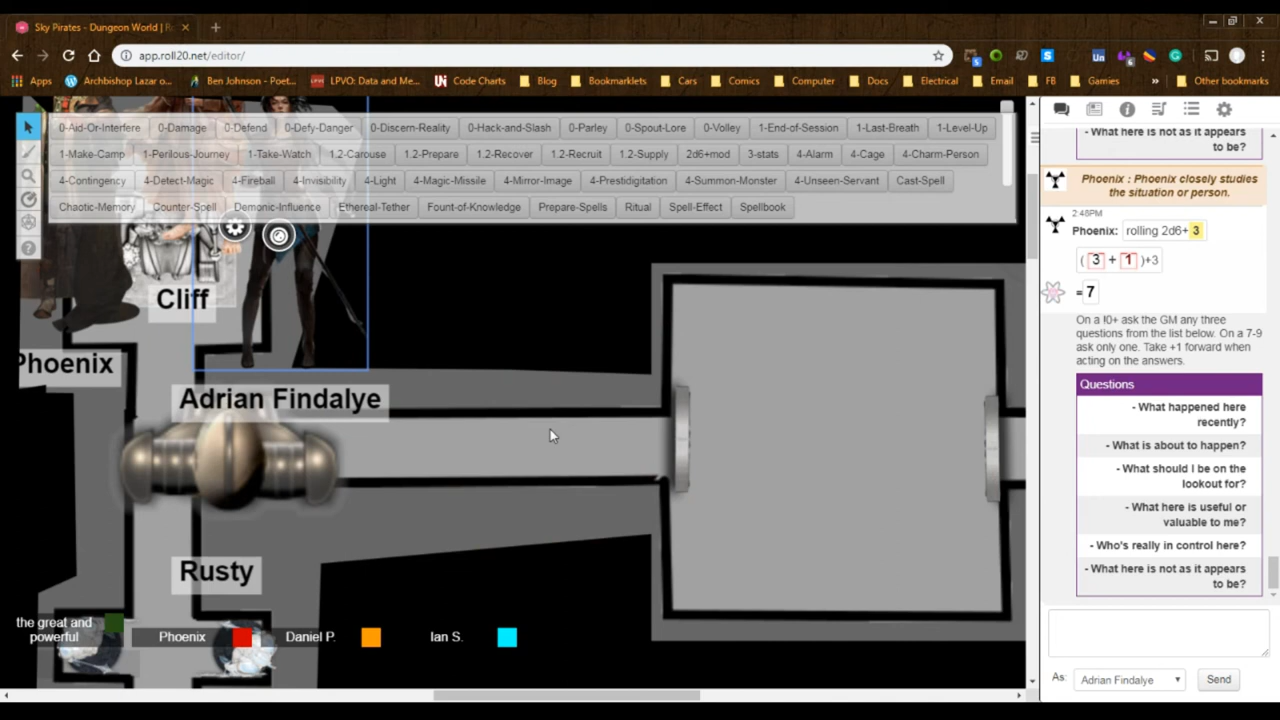 Sky Pirates - Dungeon World | R
app.roll20.net/editor/
Apps Archbishop Lazar o... Ben Johnson - Poet... LPVO: Data and Me... Code Charts Blog Bookmarklets Cars Comics Computer Docs Electrical Email FB Gamies » Other bookmarks
0-Aid-Or-Interfere 0-Damage 0-Defend 0-Defy-Danger 0-Discern-Reality 0-Hack-and-Slash 0-Parley 0-Spout-Lore 0-Volley 1-End-of-Session 1-Last-Breath 1-Level-Up
1-Make-Camp 1-Perilous-Journey 1-Take-Watch 1.2-Carouse 1.2-Prepare 1.2-Recover 1.2-Recruit 1.2-Supply 2d6+mod 3-stats 4-Alarm 4-Cage 4-Charm-Person
4-Contingency 4-Detect-Magic 4-Fireball 4-Invisibility 4-Light 4-Magic-Missile 4-Mirror-Image 4-Prestidigitation 4-Summon-Monster 4-Unseen-Servant Cast-Spell
Chaotic-Memory Counter-Spell Demonic-Influence Ethereal-Tether Fount-of-Knowledge Prepare-Spells Ritual Spell-Effect Spellbook
Cliff
Phoenix
Adrian Findalye
Rusty
the great and
powerful
Phoenix
Daniel P.
Ian S.
- What here is not as it appears
to be?
Phoenix : Phoenix closely studies
the situation or person.
2:48PM
Phoenix: rolling 2d6+3
(3+1)+3
=7
On a !0+ ask the GM any three
questions from the list below. On a 7-9
ask only one. Take +1 forward when
acting on the answers.
Questions
- What happened here
recently?
- What is about to happen?
- What should I be on the
lookout for?
- What here is useful or
valuable to me?
- Who's really in control here?
- What here is not as it appears
to be?
As: Adrian Findalye Send